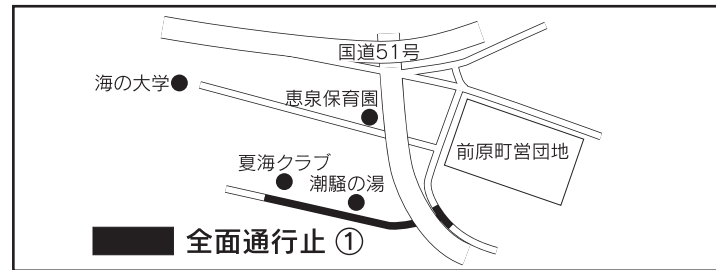 国道51号
海の大学
恵泉保育園
前原町営団地
夏海クラブ
潮騒の湯
全面通行止 ①